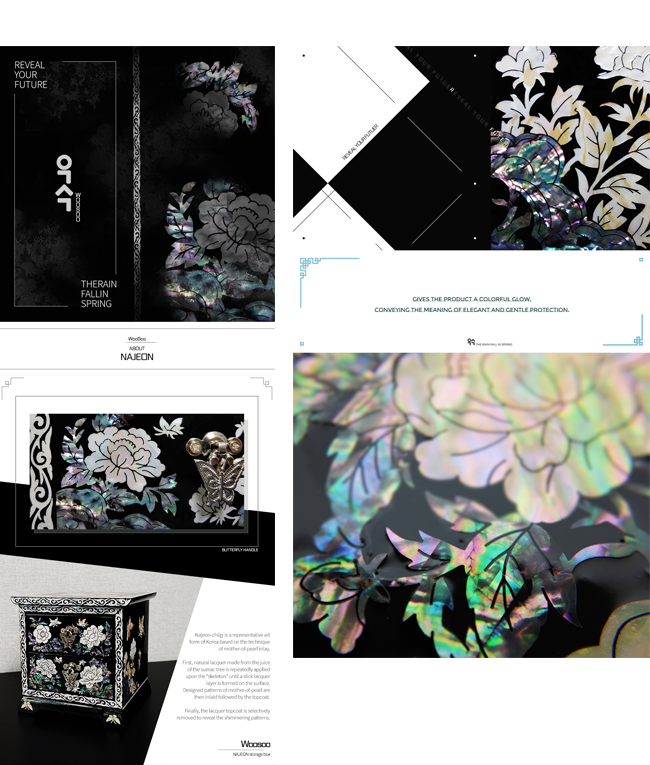 REVEAL
YOUR
FUTURE
WOOSOO
THERAIN
FALLIN
SPRING
WooSoo
ABOUT
NAJEON
BUTTERFLY HANDLE
Najeon-chilgi is a representative art
form of Korea based on the technique
of mother-of-pearl inlay.
First, natural lacquer made from the juice
of the sumac tree is repeatedly applied
upon the "skeleton" until a slick lacquer
layer is formed on the surface.
Designed patterns of mother-of-pearl are
then inlaid followed by the topcoat.
Finally, the lacquer topcoat is selectively
removed to reveal the shimmering patterns.
Woosoo
NAJEON storage box
AL YOUR FUTURE REVEAL YOUR
REVEAL YOUR FUTUER
GIVES THE PRODUCT A COLORFUL GLOW,
CONVEYING THE MEANING OF ELEGANT AND GENTLE PROTECTION.
THE RAIN FALL IN SPRING